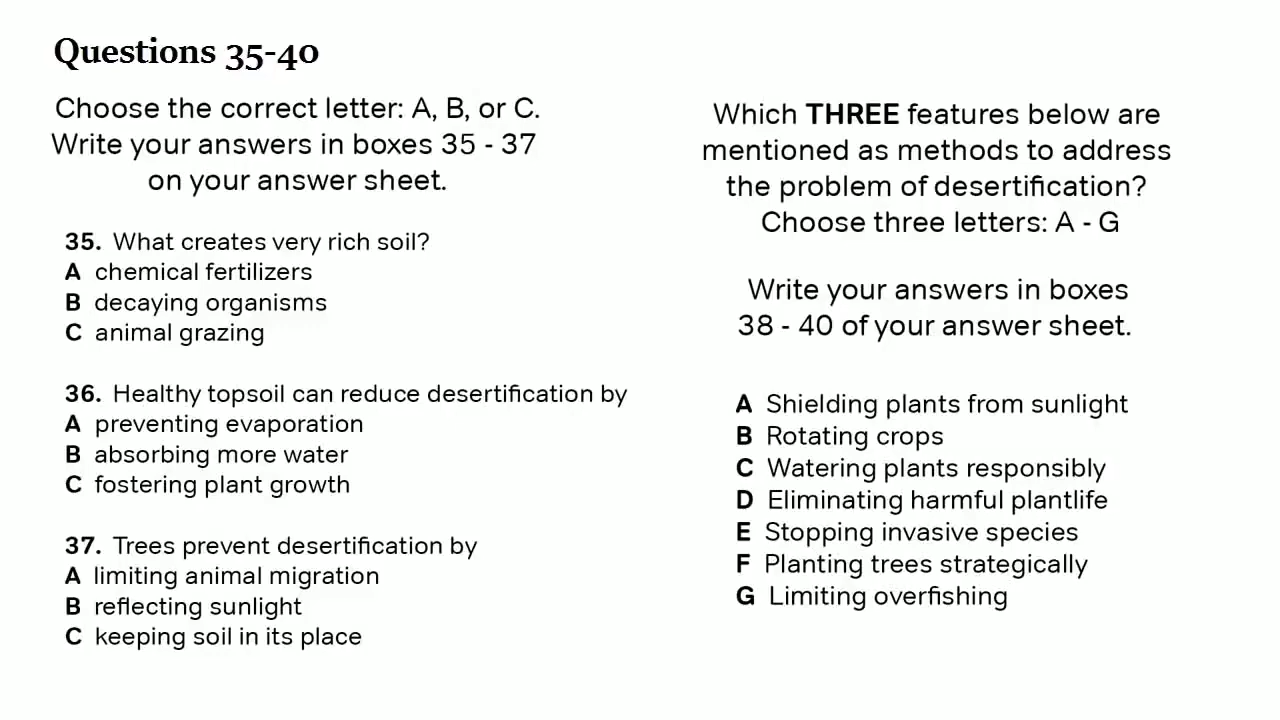 Questions 35-40
Choose the correct letter: A, B, or C.
Write your answers in boxes 35 - 37
on your answer sheet.
35. What creates very rich soil?
A chemical fertilizers
B decaying organisms
C animal grazing
36. Healthy topsoil can reduce desertification by
A preventing evaporation
B absorbing more water
C fostering plant growth
37. Trees prevent desertification by
A limiting animal migration
B reflecting sunlight
C keeping soil in its place
Which THREE features below are
mentioned as methods to address
the problem of desertification?
Choose three letters: A - G
Write your answers in boxes
38 - 40 of your answer sheet.
A Shielding plants from sunlight
B Rotating crops
C Watering plants responsibly
D Eliminating harmful plantlife
E Stopping invasive species
F Planting trees strategically
G Limiting overfishing